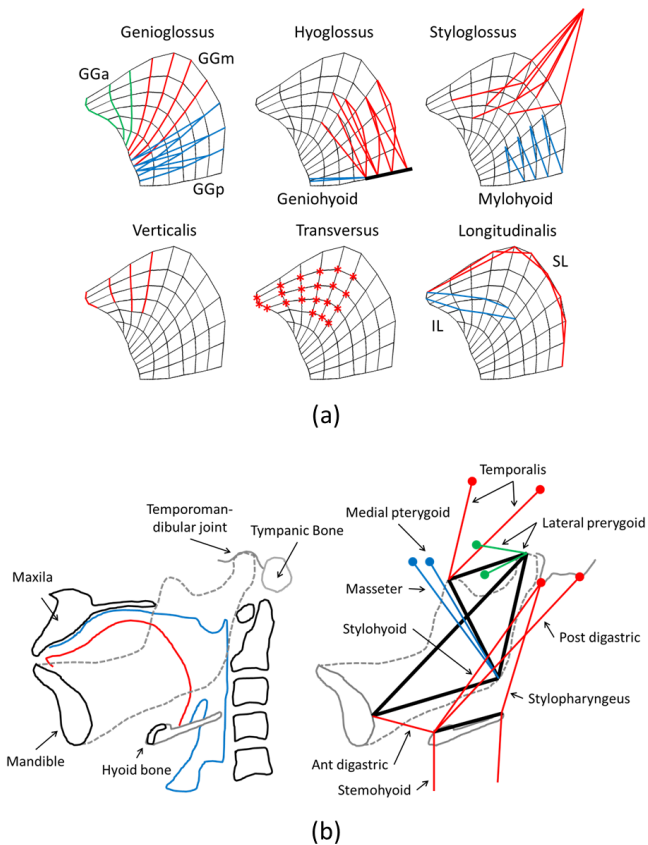 Genioglossus
Hyoglossus
Styloglossus
GGa
GGm
GGp
Geniohyoid
Mylohyoid
Verticalis
Transversus
Longitudinalis
SL
IL
(a)
Temporoman-
dibular joint
Tympanic Bone
Maxila
Mandible
Hyoid bone
Temporalis
Medial pterygoid
Lateral prerygoid
Masseter
Stylohyoid
Post digastric
Stylopharyngeus
Ant digastric
Stemohyoid
(b)